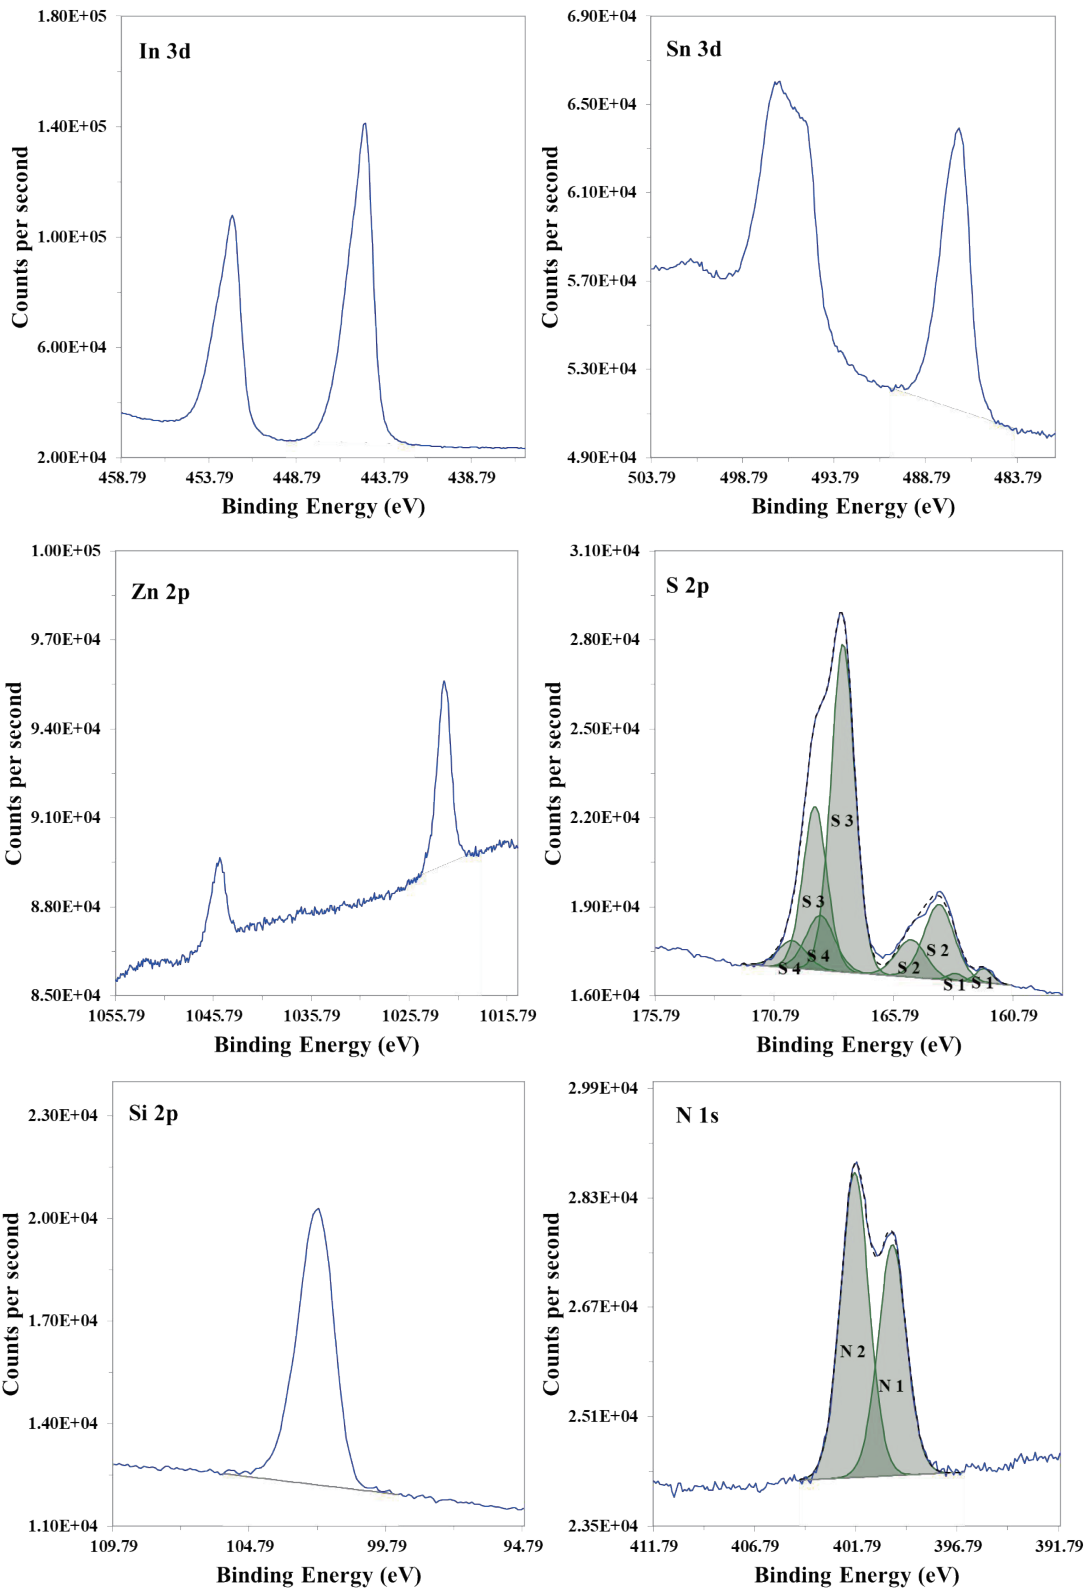 In 3d
Counts per second
1.80E+05
1.40E+05
1.00E+05
6.00E+04
2.00E+04
458.79 453.79 448.79 443.79 438.79
Binding Energy (eV)
Sn 3d
Counts per second
6.90E+04
6.50E+04
6.10E+04
5.70E+04
5.30E+04
4.90E+04
503.79 498.79 493.79 488.79 483.79
Binding Energy (eV)
Zn 2p
Counts per second
1.00E+05
9.70E+04
9.40E+04
9.10E+04
8.80E+04
8.50E+04
1055.79 1045.79 1035.79 1025.79 1015.79
Binding Energy (eV)
S 2p
Counts per second
3.10E+04
2.80E+04
2.50E+04
2.20E+04
1.90E+04
1.60E+04
S 3
S 3
S 4
S 4
S 2
S 2
S 1
S 1
175.79 170.79 165.79 160.79
Binding Energy (eV)
Si 2p
Counts per second
2.30E+04
2.00E+04
1.70E+04
1.40E+04
1.10E+04
109.79 104.79 99.79 94.79
Binding Energy (eV)
N 1s
Counts per second
2.99E+04
2.83E+04
2.67E+04
2.51E+04
2.35E+04
N 2
N 1
411.79 406.79 401.79 396.79 391.79
Binding Energy (eV)